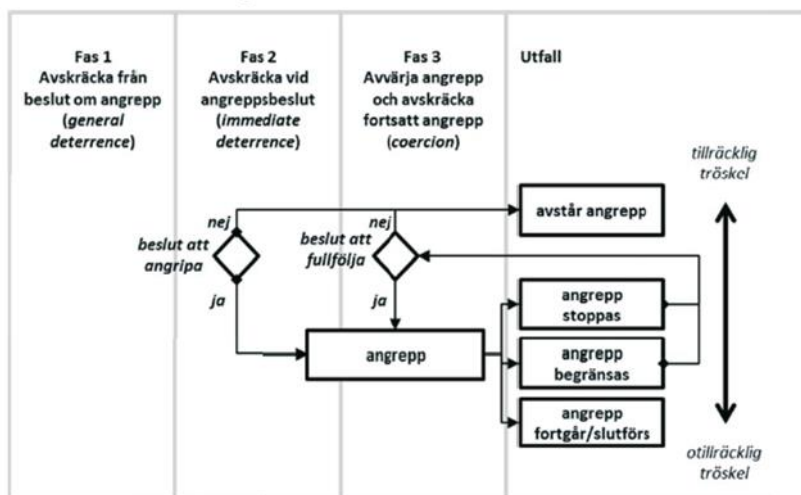 Fas 1
Avskräcka från
beslut om angrepp
(general
deterrence)
Fas 2
Avskräcka vid
angreppsbeslut
(immediate
deterrence)
Fas 3
Avvärja angrepp
och avskräcka
fortsatt angrepp
(coercion)
Utfall
tillräcklig
tröskel
nej
beslut att
angripa
ja
nej
beslut att
fullfölja
ja
avstår angrepp
angrepp
angrepp
stoppas
angrepp
begränsas
angrepp
fortgår/slutförs
otillräcklig
tröskel